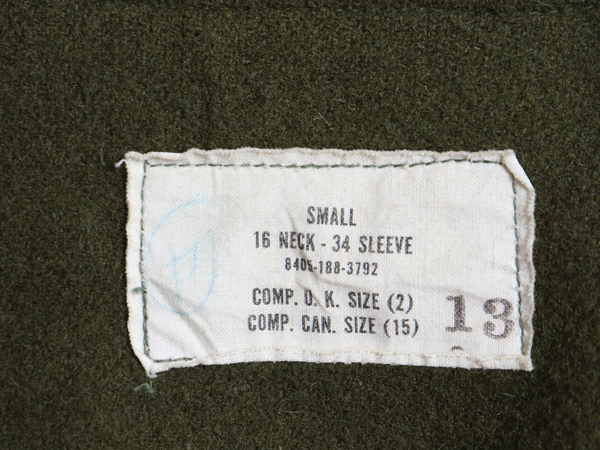 SMALL
16 NECK - 34 SLEEVE
8405-188-3792
COMP. O. K. SIZE (2)
COMP. CAN. SIZE (15)
13